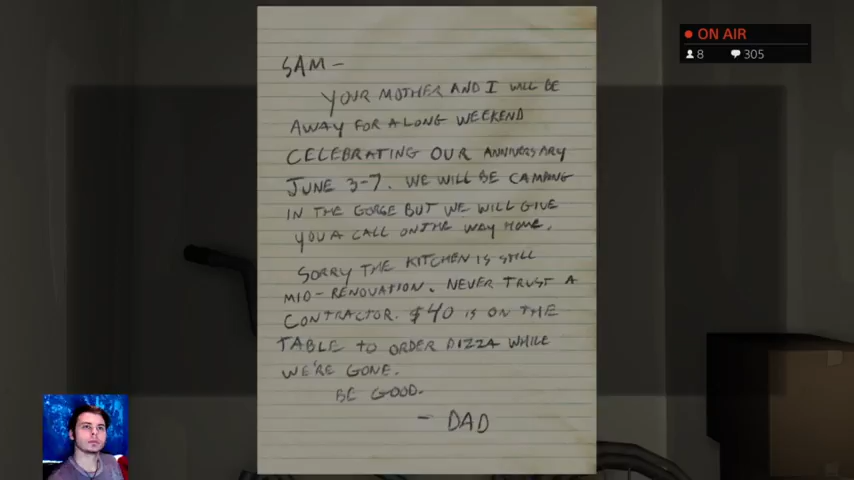 ON AIR
8 305
SAM-
YOUR MOTHER AND I WILL BE
AWAY FOR A LONG WEEKEND
CELEBRATING OUR ANNIVERSARY
JUNE 3-7. WE WILL BE CAMPING
IN THE GORGE BUT WE WILL GIVE
YOU A CALL ON THE WAY HOME.
SORRY THE KITCHEN IS STILL
MID-RENOVATION. NEVER TRUST A
CONTRACTOR. $40 IS ON THE
TABLE TO ORDER PIZZA WHILE
WE'RE GONE.
BE GOOD.
- DAD